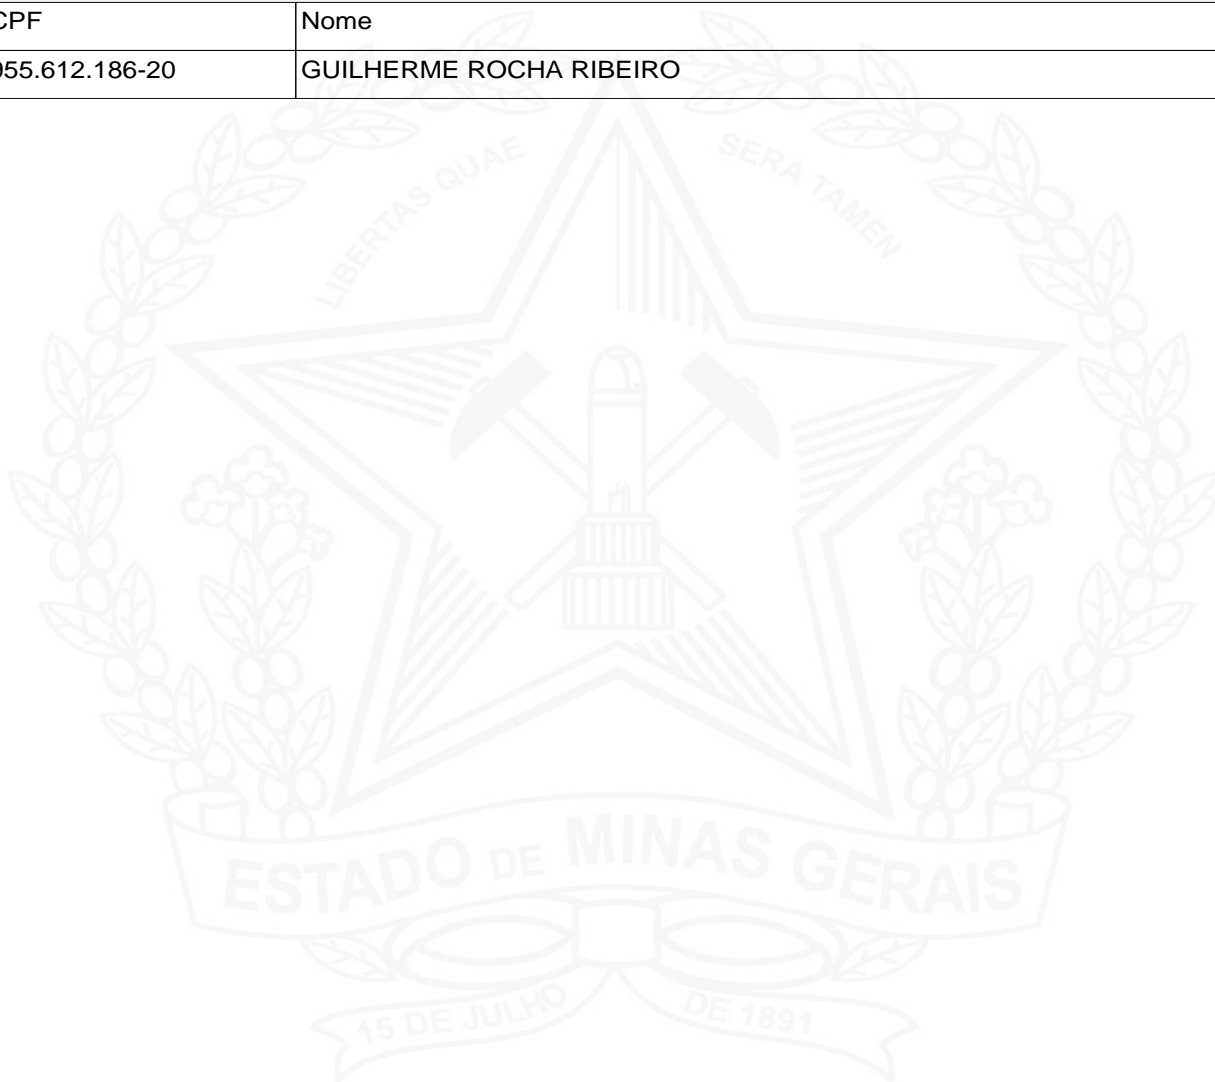 CPF Nome
955.612.186-20 GUILHERME ROCHA RIBEIRO
LIBERTAS QUAE SERA TAMEN
ESTADO DE MINAS GERAIS
15 DE JULHO DE 1891